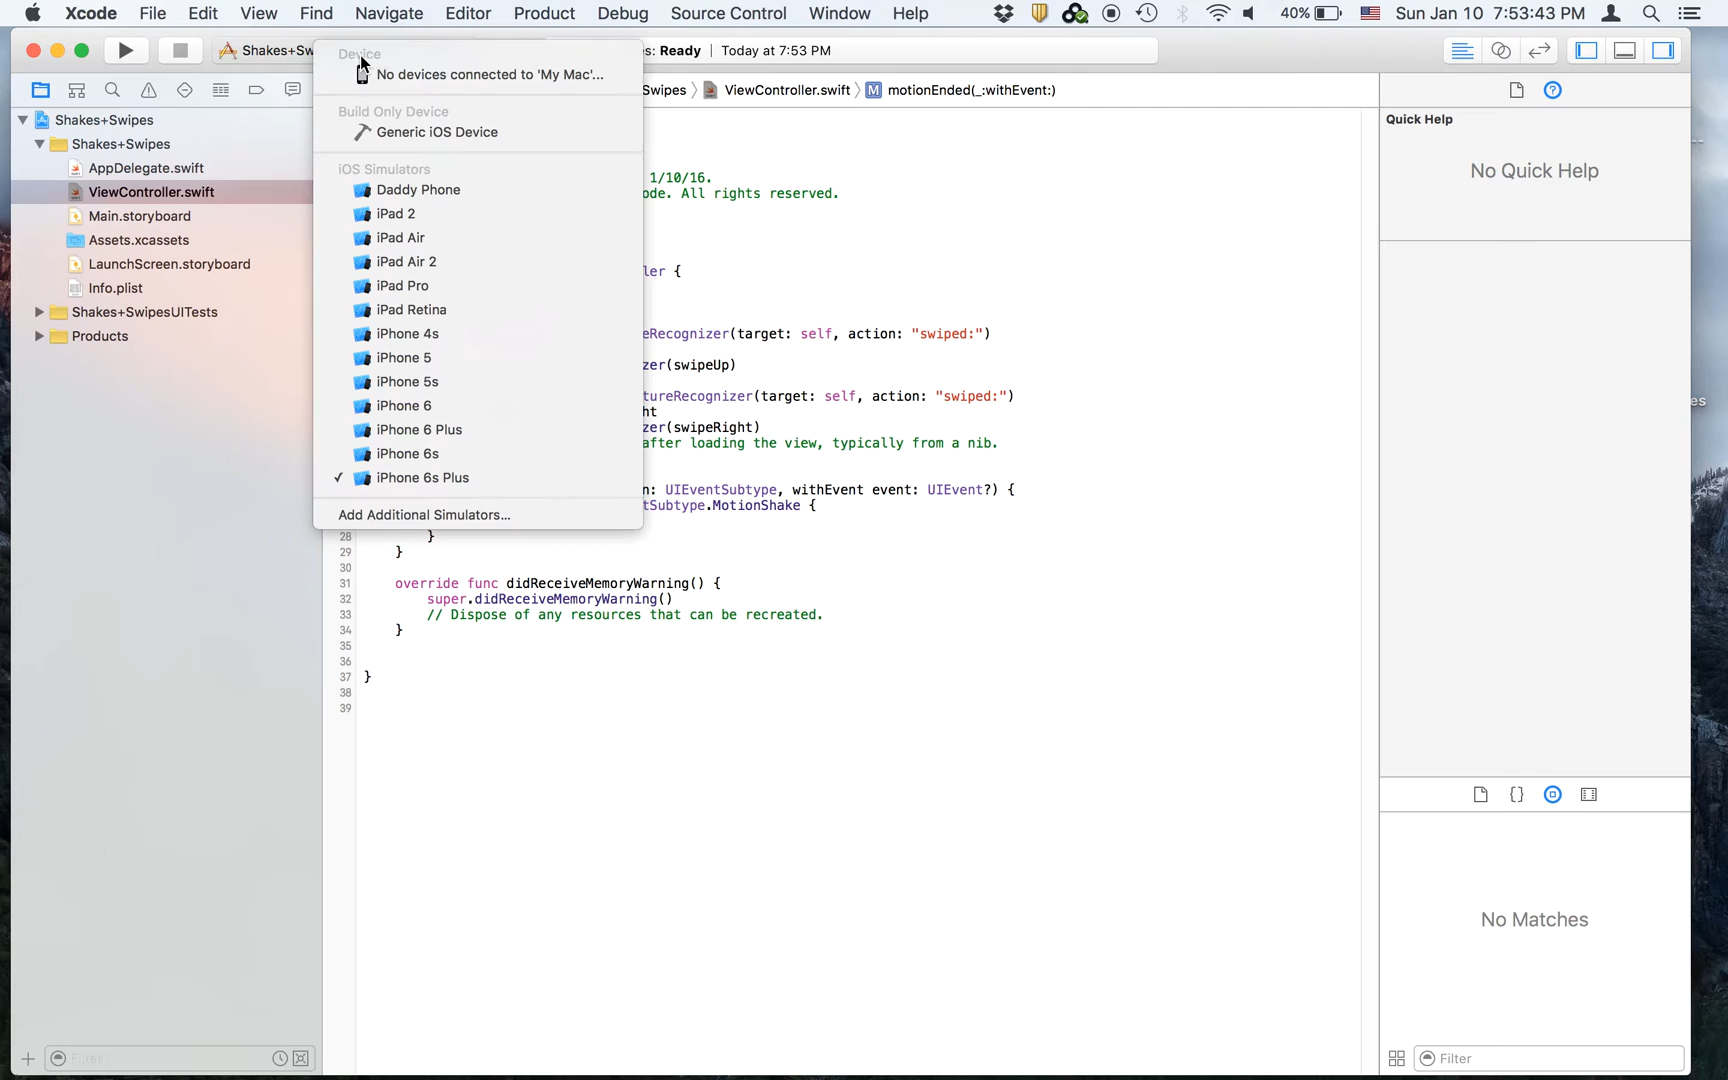 Xcode File Edit View Find Navigate Editor Product Debug Source Control Window Help 40% Sun Jan 10 7:53:43 PM
Shakes+Sw
s: Ready | Today at 7:53 PM
Device
No devices connected to 'My Mac'...
Build Only Device
Generic iOS Device
iOS Simulators
Daddy Phone
iPad 2
iPad Air
iPad Air 2
iPad Pro
iPad Retina
iPhone 4s
iPhone 5
iPhone 5s
iPhone 6
iPhone 6 Plus
iPhone 6s
✓ iPhone 6s Plus
Add Additional Simulators...
Shakes+Swipes
Shakes+Swipes
AppDelegate.swift
ViewController.swift
Main.storyboard
Assets.xcassets
LaunchScreen.storyboard
Info.plist
Shakes+SwipesUITests
Products
Filter
Swipes 〉 ViewController.swift 〉 M motionEnded(_:withEvent:)
1/10/16.
ode. All rights reserved.
ler {
eRecognizer(target: self, action: "swiped:")
zer(swipeUp)
tureRecognizer(target: self, action: "swiped:")
ht
zer(swipeRight)
after loading the view, typically from a nib.
n: UIEventSubtype, withEvent event: UIEvent?) {
tSubtype.MotionShake {
28 }
29 }
30
31 override func didReceiveMemoryWarning() {
32 super.didReceiveMemoryWarning()
33 // Dispose of any resources that can be recreated.
34 }
35
36
37 }
38
39
Quick Help
No Quick Help
{}
No Matches
Filter
es